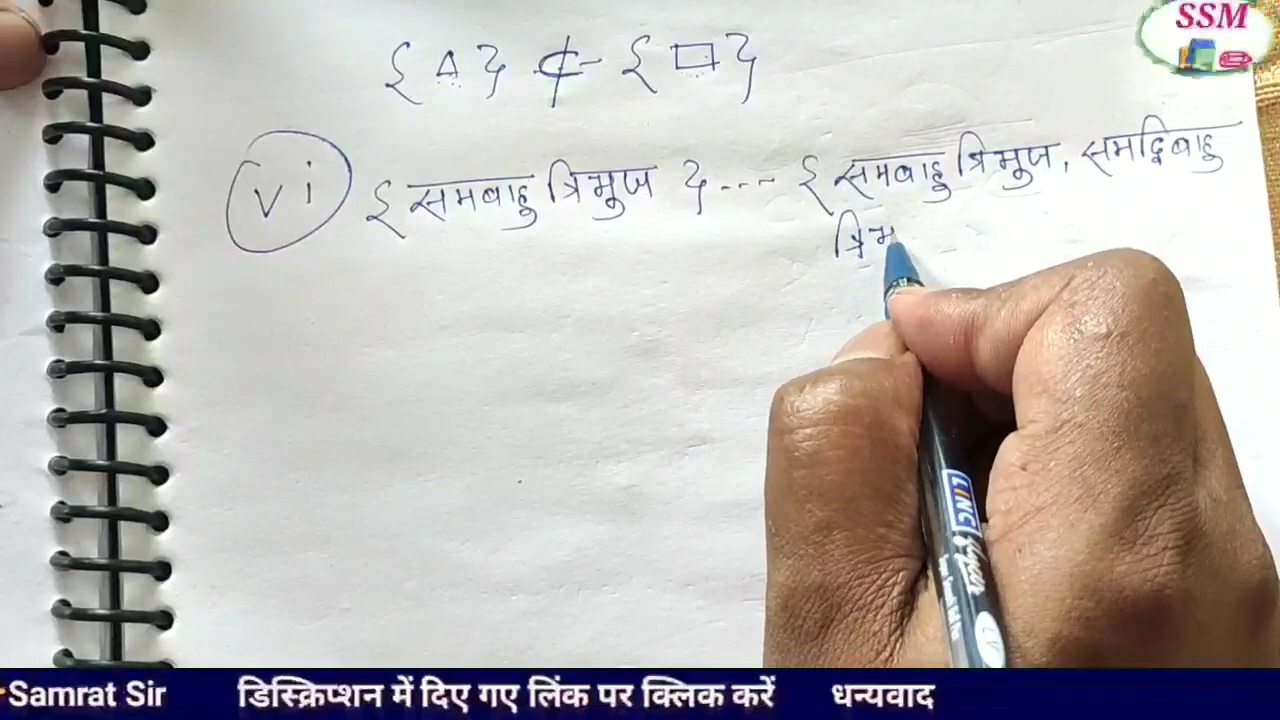 SSM
{ △ } ⊄ { ▭ }
vi { समबाहु त्रिभुज } --- { समबाहु त्रिभुज, समद्विबाहु
त्रिभ
Samrat Sir डिस्क्रिप्शन में दिए गए लिंक पर क्लिक करें धन्यवाद
LINC